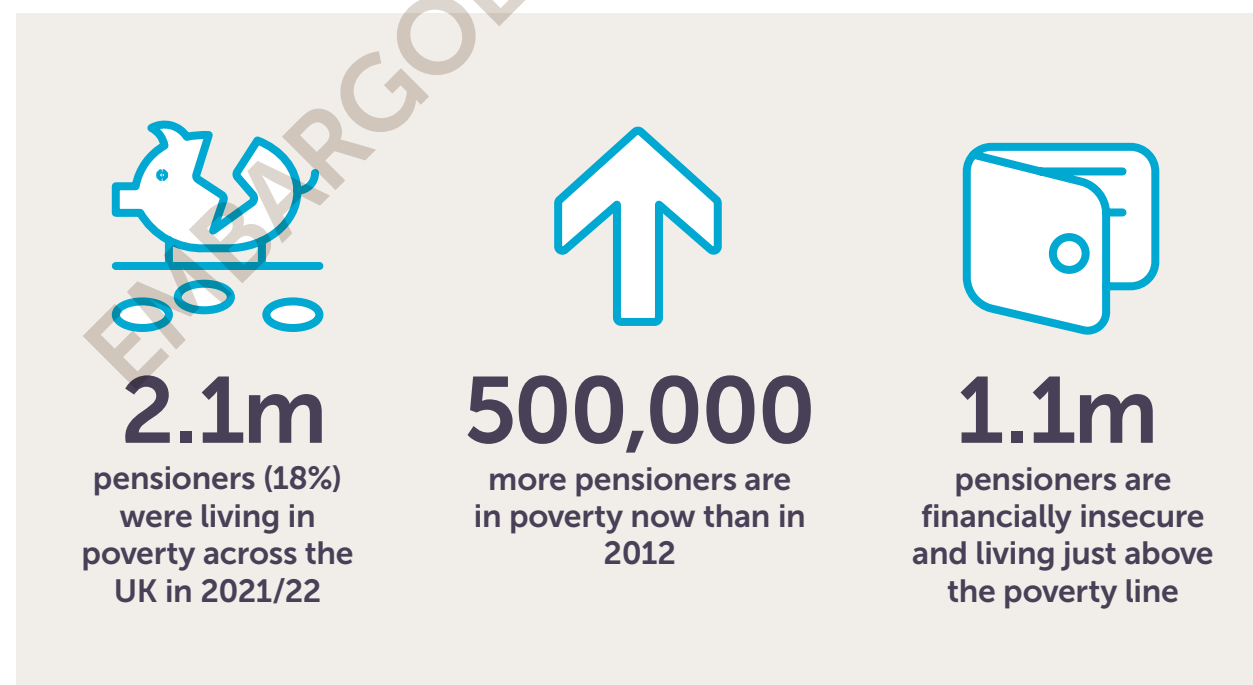 EMBARGOE
2.1m
pensioners (18%)
were living in
poverty across the
UK in 2021/22
500,000
more pensioners are
in poverty now than in
2012
1.1m
pensioners are
financially insecure
and living just above
the poverty line